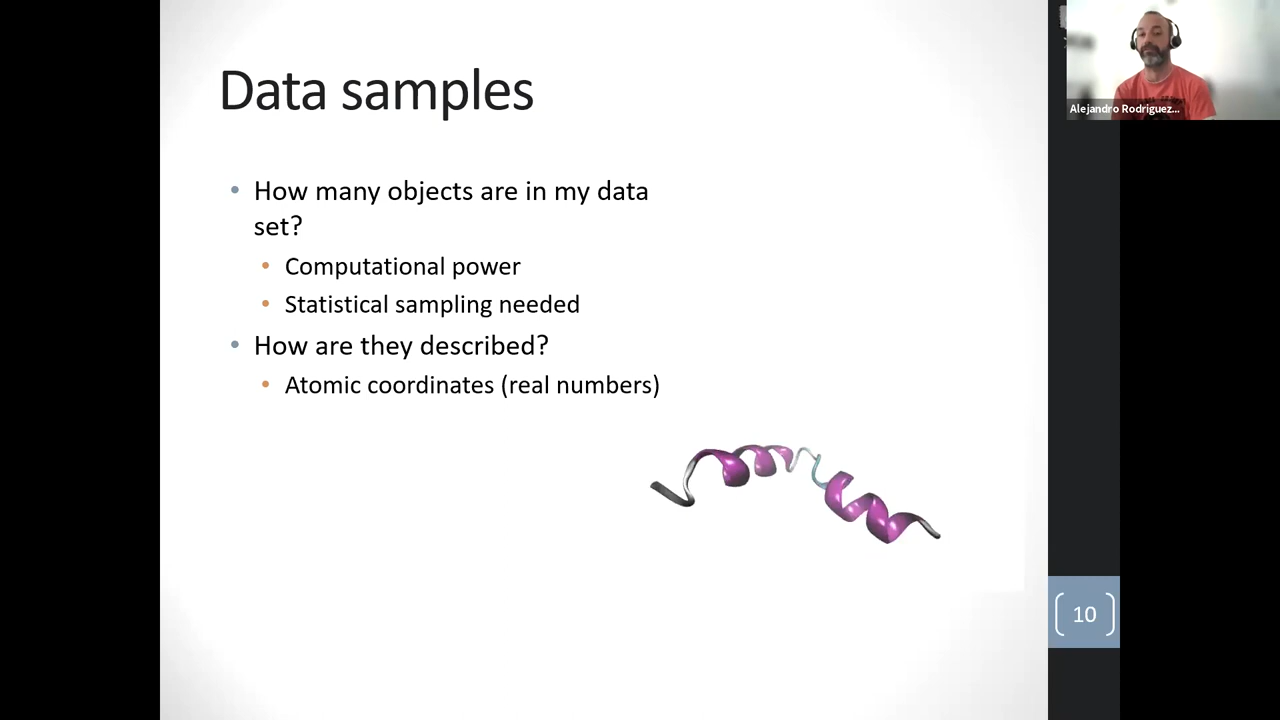 Data samples
Alejandro Rodriguez...
How many objects are in my data
set?
Computational power
Statistical sampling needed
How are they described?
Atomic coordinates (real numbers)
10